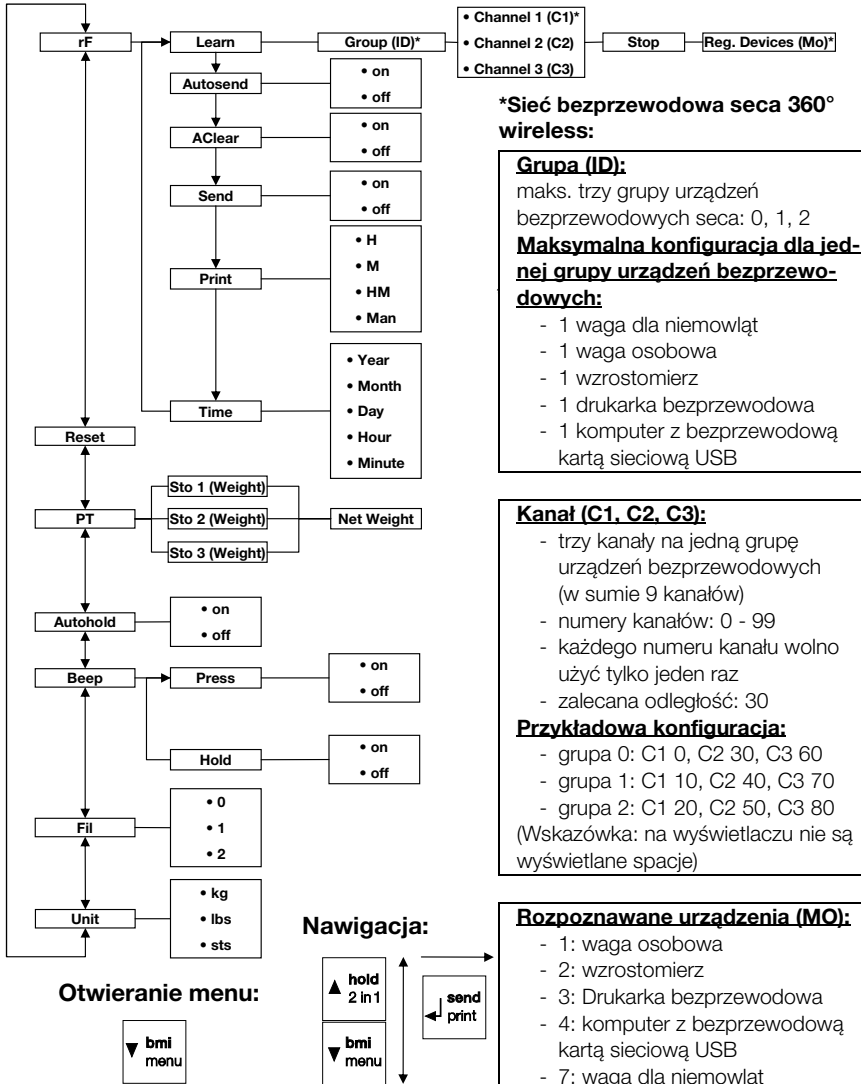 rF
Learn
Group (ID)*
• Channel 1 (C1)*
• Channel 2 (C2)
• Channel 3 (C3)
Stop
Reg. Devices (Mo)*
Autosend
• on
• off
AClear
• on
• off
Send
• on
• off
Print
• H
• M
• HM
• Man
Time
• Year
• Month
• Day
• Hour
• Minute
Reset
PT
Sto 1 (Weight)
Sto 2 (Weight)
Sto 3 (Weight)
Net Weight
Autohold
• on
• off
Beep
Press
• on
• off
Hold
• on
• off
Fil
• 0
• 1
• 2
Unit
• kg
• lbs
• sts
Otwieranie menu:
bmi
menu
Nawigacja:
hold
2 in 1
bmi
menu
send
print
*Sieć bezprzewodowa seca 360°
wireless:
Grupa (ID):
maks. trzy grupy urządzeń
bezprzewodowych seca: 0, 1, 2
Maksymalna konfiguracja dla jed-
nej grupy urządzeń bezprzewo-
dowych:
- 1 waga dla niemowląt
- 1 waga osobowa
- 1 wzrostomierz
- 1 drukarka bezprzewodowa
- 1 komputer z bezprzewodową
kartą sieciową USB
Kanał (C1, C2, C3):
- trzy kanały na jedną grupę
urządzeń bezprzewodowych
(w sumie 9 kanałów)
- numery kanałów: 0 - 99
- każdego numeru kanału wolno
użyć tylko jeden raz
- zalecana odległość: 30
Przykładowa konfiguracja:
- grupa 0: C1 0, C2 30, C3 60
- grupa 1: C1 10, C2 40, C3 70
- grupa 2: C1 20, C2 50, C3 80
(Wskazówka: na wyświetlaczu nie są
wyświetlane spacje)
Rozpoznawane urządzenia (MO):
- 1: waga osobowa
- 2: wzrostomierz
- 3: Drukarka bezprzewodowa
- 4: komputer z bezprzewodową
kartą sieciową USB
- 7: waga dla niemowlat